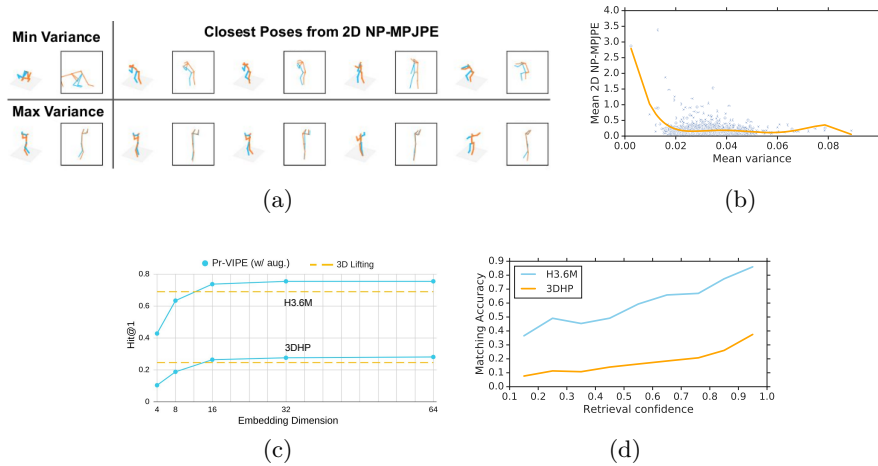 Min Variance
Closest Poses from 2D NP-MPJPE
Max Variance
(a)
Mean 2D NP-MPJPE
4.0
3.5
3.0
2.5
2.0
1.5
1.0
0.5
0.0
0.00 0.02 0.04 0.06 0.08
Mean variance
(b)
Pr-VIPE (w/ aug.) 3D Lifting
Hit@1
0.8
0.6
0.4
0.2
0
H3.6M
3DHP
4 8 16 32 64
Embedding Dimension
(c)
Matching Accuracy
0.9
0.8
0.7
0.6
0.5
0.4
0.3
0.2
0.1
0.0
H3.6M
3DHP
0.1 0.2 0.3 0.4 0.5 0.6 0.7 0.8 0.9 1.0
Retrieval confidence
(d)